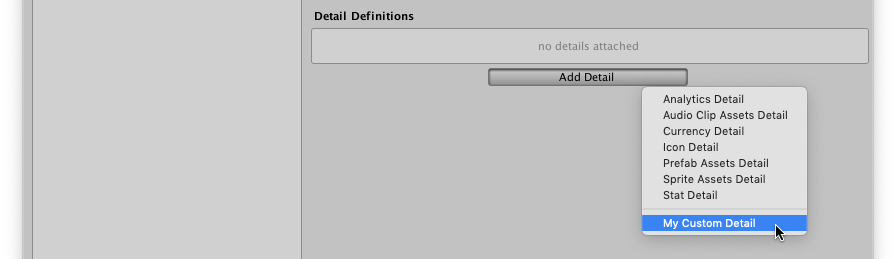 Detail Definitions
no details attached
Add Detail
Analytics Detail
Audio Clip Assets Detail
Currency Detail
Icon Detail
Prefab Assets Detail
Sprite Assets Detail
Stat Detail
My Custom Detail